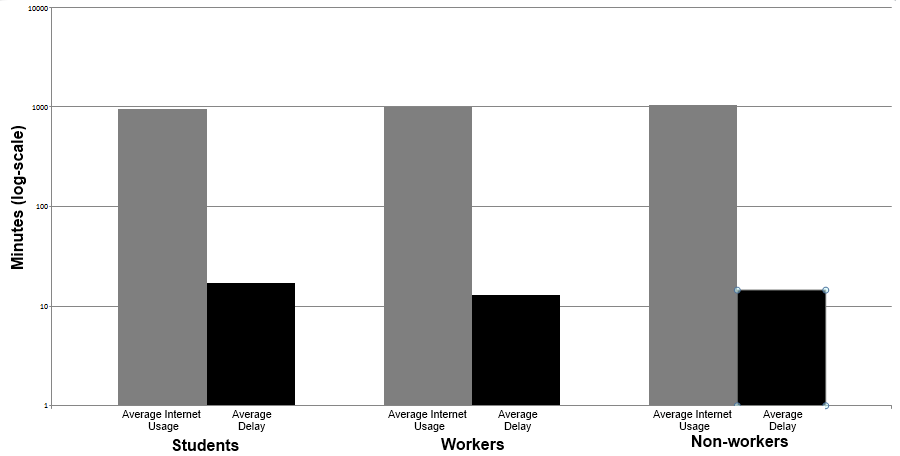 10000
1000
100
10
1
Minutes (log-scale)
Average Internet Usage
Average Delay
Average Internet Usage
Average Delay
Average Internet Usage
Average Delay
Students
Workers
Non-workers